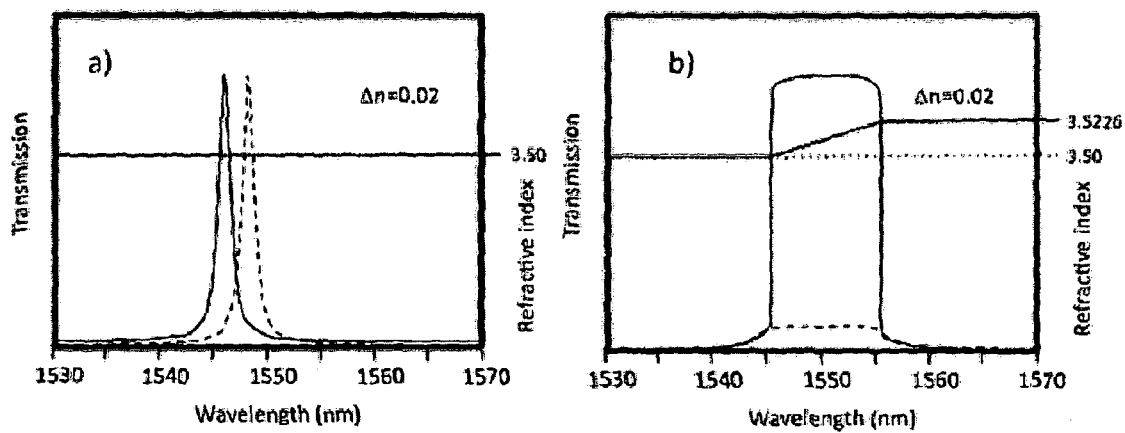 a)
Δn=0.02
3.50
Transmission
Refractive index
1530 1540 1550 1560 1570
Wavelength (nm)
b)
Δn=0.02
3.5226
3.50
Transmission
Refractive index
1530 1540 1550 1560 1570
Wavelength (nm)